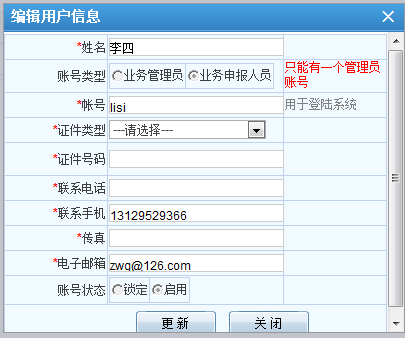 编辑用户信息
*姓名 李四
账号类型 业务管理员 业务申报人员 只能有一个管理员
账号
*帐号 lisi 用于登陆系统
*证件类型 ---请选择---
*证件号码
*联系电话
*联系手机 13129529366
*传真
*电子邮箱 zwq@126.com
账号状态 锁定 启用
更 新 关 闭